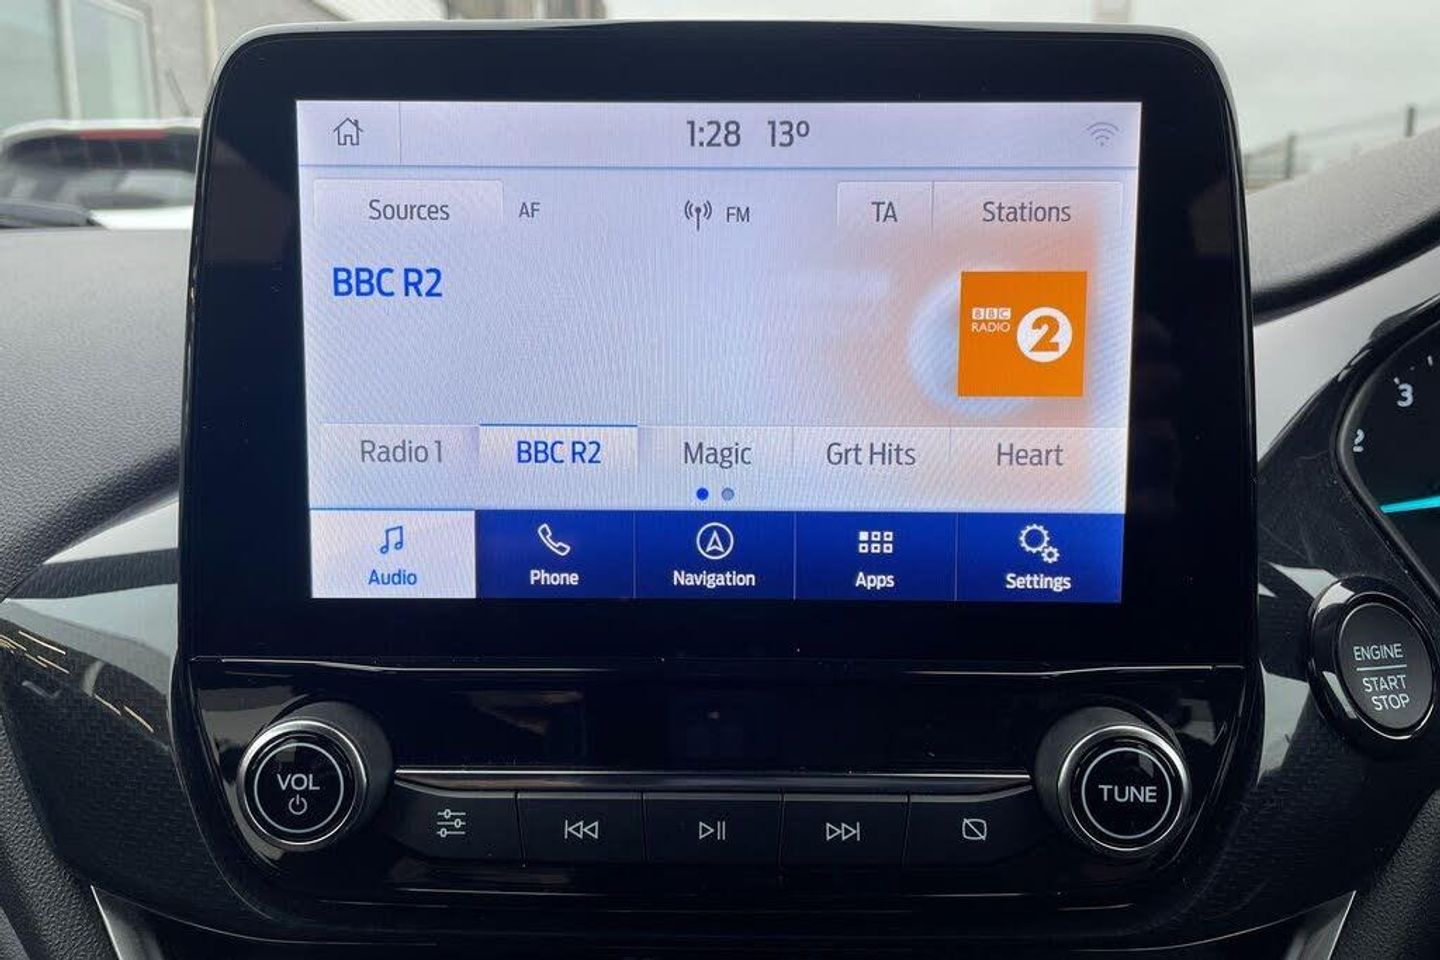 1:28 13º
Sources AF FM TA Stations
BBC R2
BBC
RADIO 2
Radio 1 BBC R2 Magic Grt Hits Heart
Audio Phone Navigation Apps Settings
VOL
TUNE
ENGINE
START
STOP
3
2